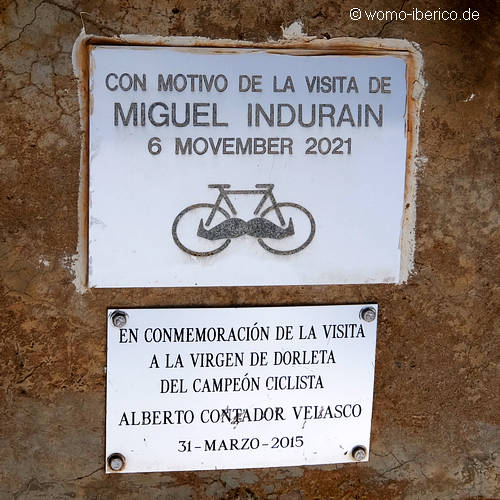 © womo-iberico.de
CON MOTIVO DE LA VISITA DE
MIGUEL INDURAIN
6 MOVEMBER 2021
EN CONMEMORACIÓN DE LA VISITA
A LA VIRGEN DE DORLETA
DEL CAMPEÓN CICLISTA
ALBERTO CONTADOR VELASCO
31-MARZO-2015